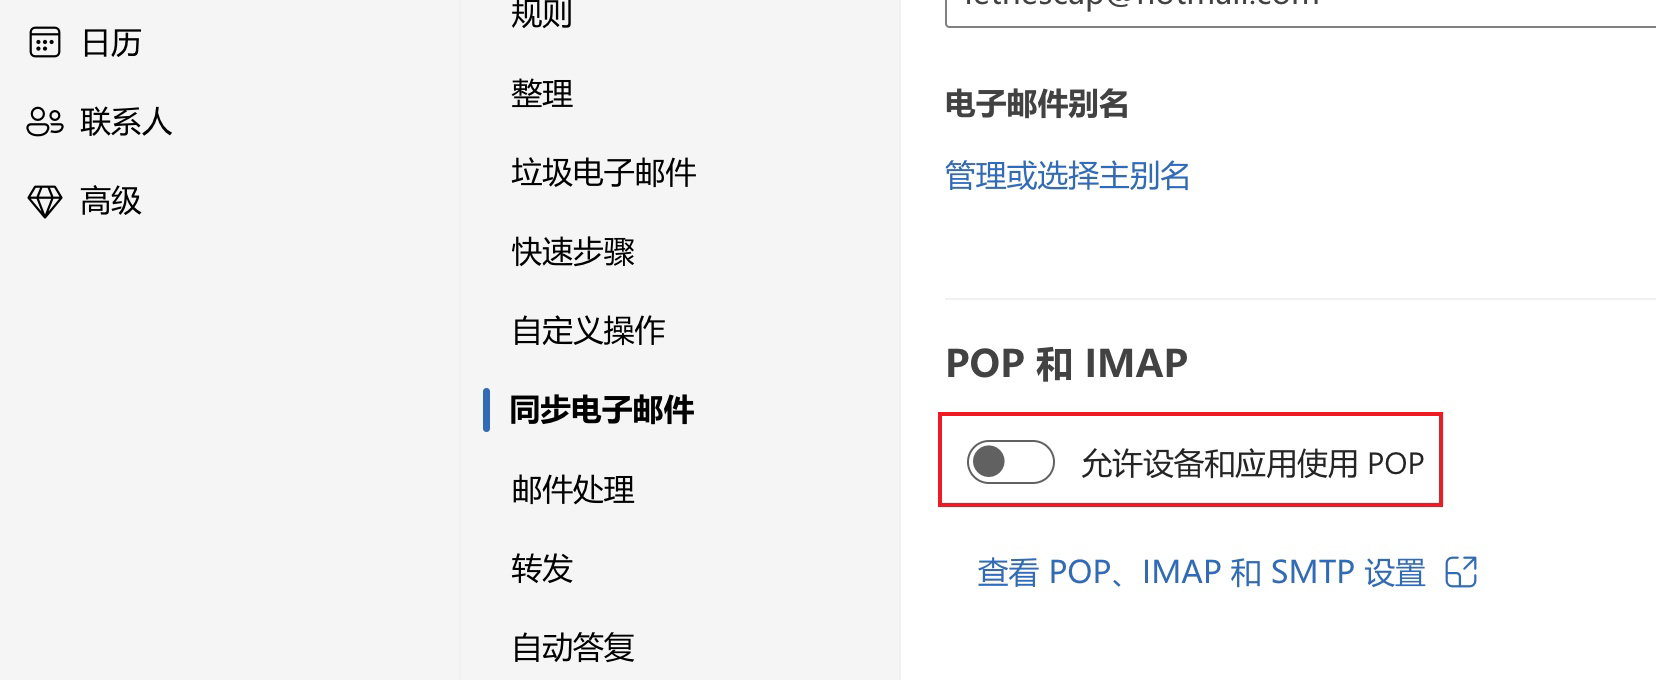 日历
联系人
高级
规则
整理
垃圾电子邮件
快速步骤
自定义操作
同步电子邮件
邮件处理
转发
自动答复
电子邮件别名
管理或选择主别名
POP 和 IMAP
允许设备和应用使用 POP
查看 POP、IMAP 和 SMTP 设置